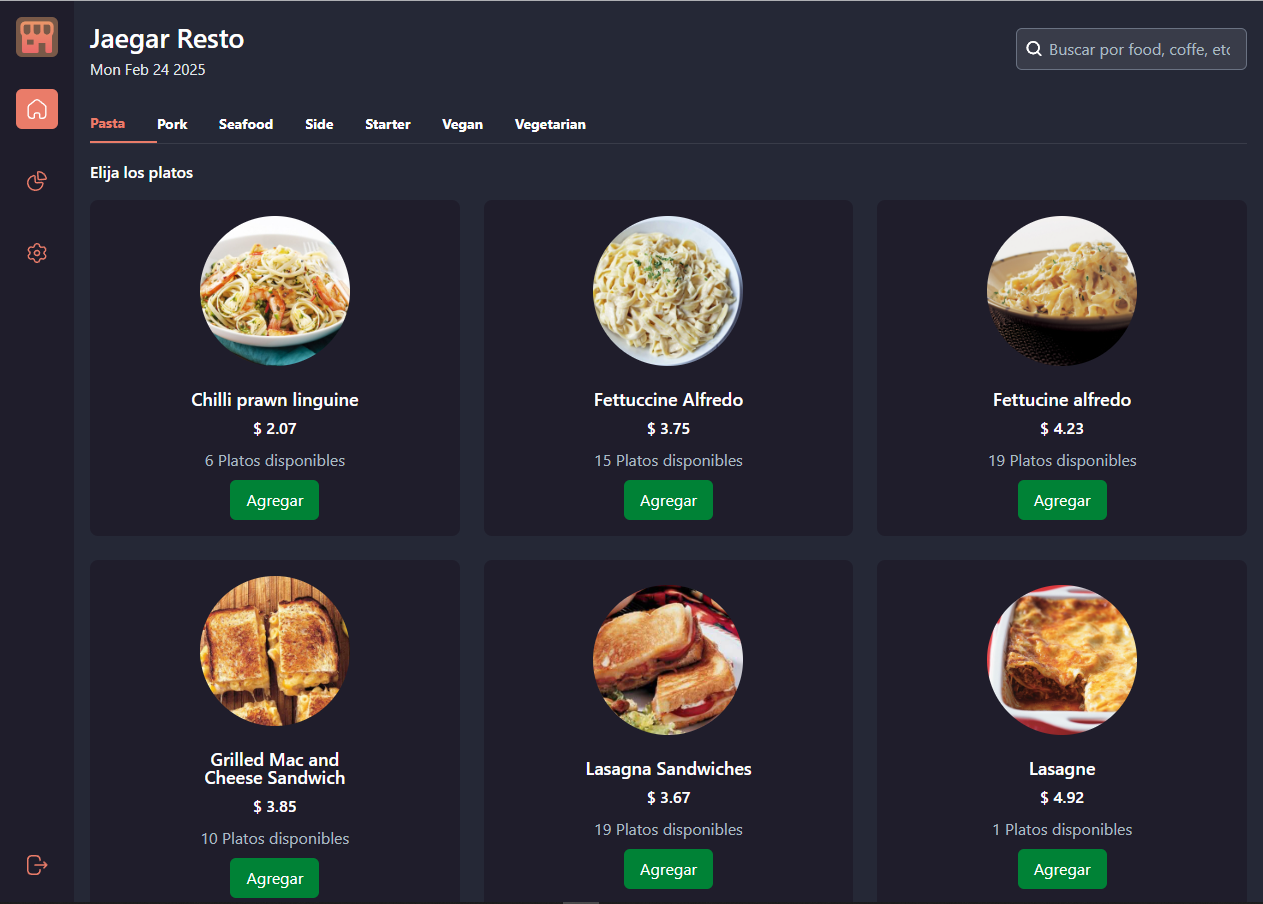 Jaegar Resto
Mon Feb 24 2025
Buscar por food, coffe, etc
Pasta Pork Seafood Side Starter Vegan Vegetarian
Elija los platos
Chilli prawn linguine
$ 2.07
6 Platos disponibles
Agregar
Fettuccine Alfredo
$ 3.75
15 Platos disponibles
Agregar
Fettucine alfredo
$ 4.23
19 Platos disponibles
Agregar
Grilled Mac and
Cheese Sandwich
$ 3.85
10 Platos disponibles
Agregar
Lasagna Sandwiches
$ 3.67
19 Platos disponibles
Agregar
Lasagne
$ 4.92
1 Platos disponibles
Agregar